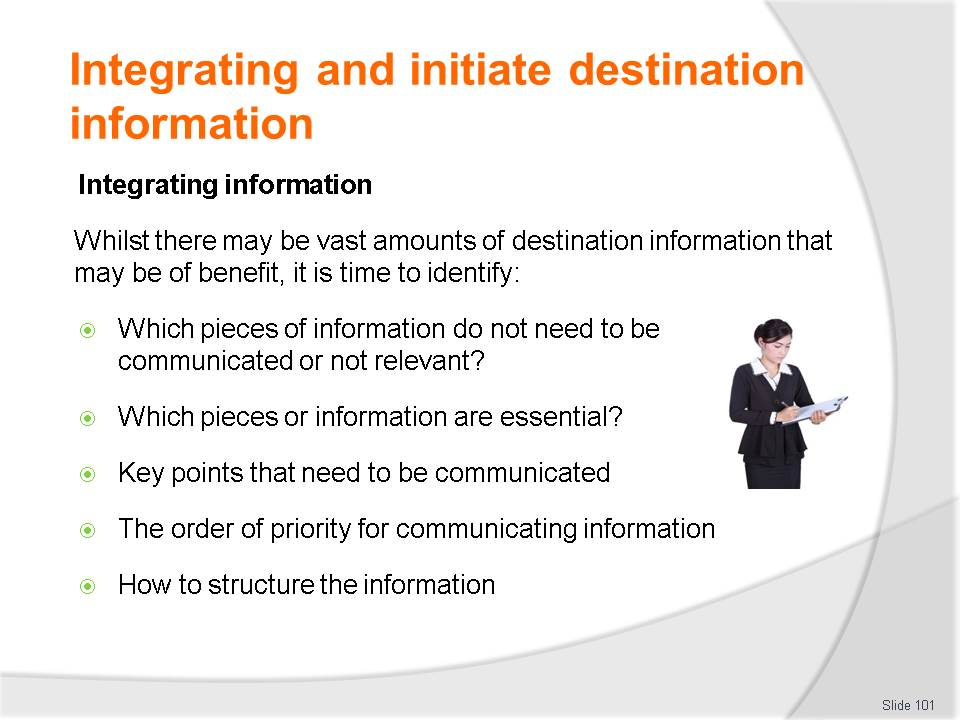 Integrating and initiate destination
information
Integrating information
Whilst there may be vast amounts of destination information that
may be of benefit, it is time to identify:
Which pieces of information do not need to be
communicated or not relevant?
Which pieces or information are essential?
Key points that need to be communicated
The order of priority for communicating information
How to structure the information
Slide 101